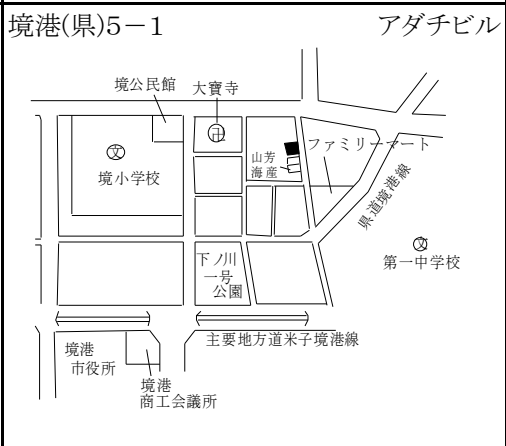 境港(県)5-1
アダチビル
境公民館
大寶寺
卍
文
境小学校
山芳
海産
ファミリーマート
県道境港線
文
第一中学校
下ノ川
一号
公園
主要地方道米子境港線
境港
市役所
境港
商工会議所